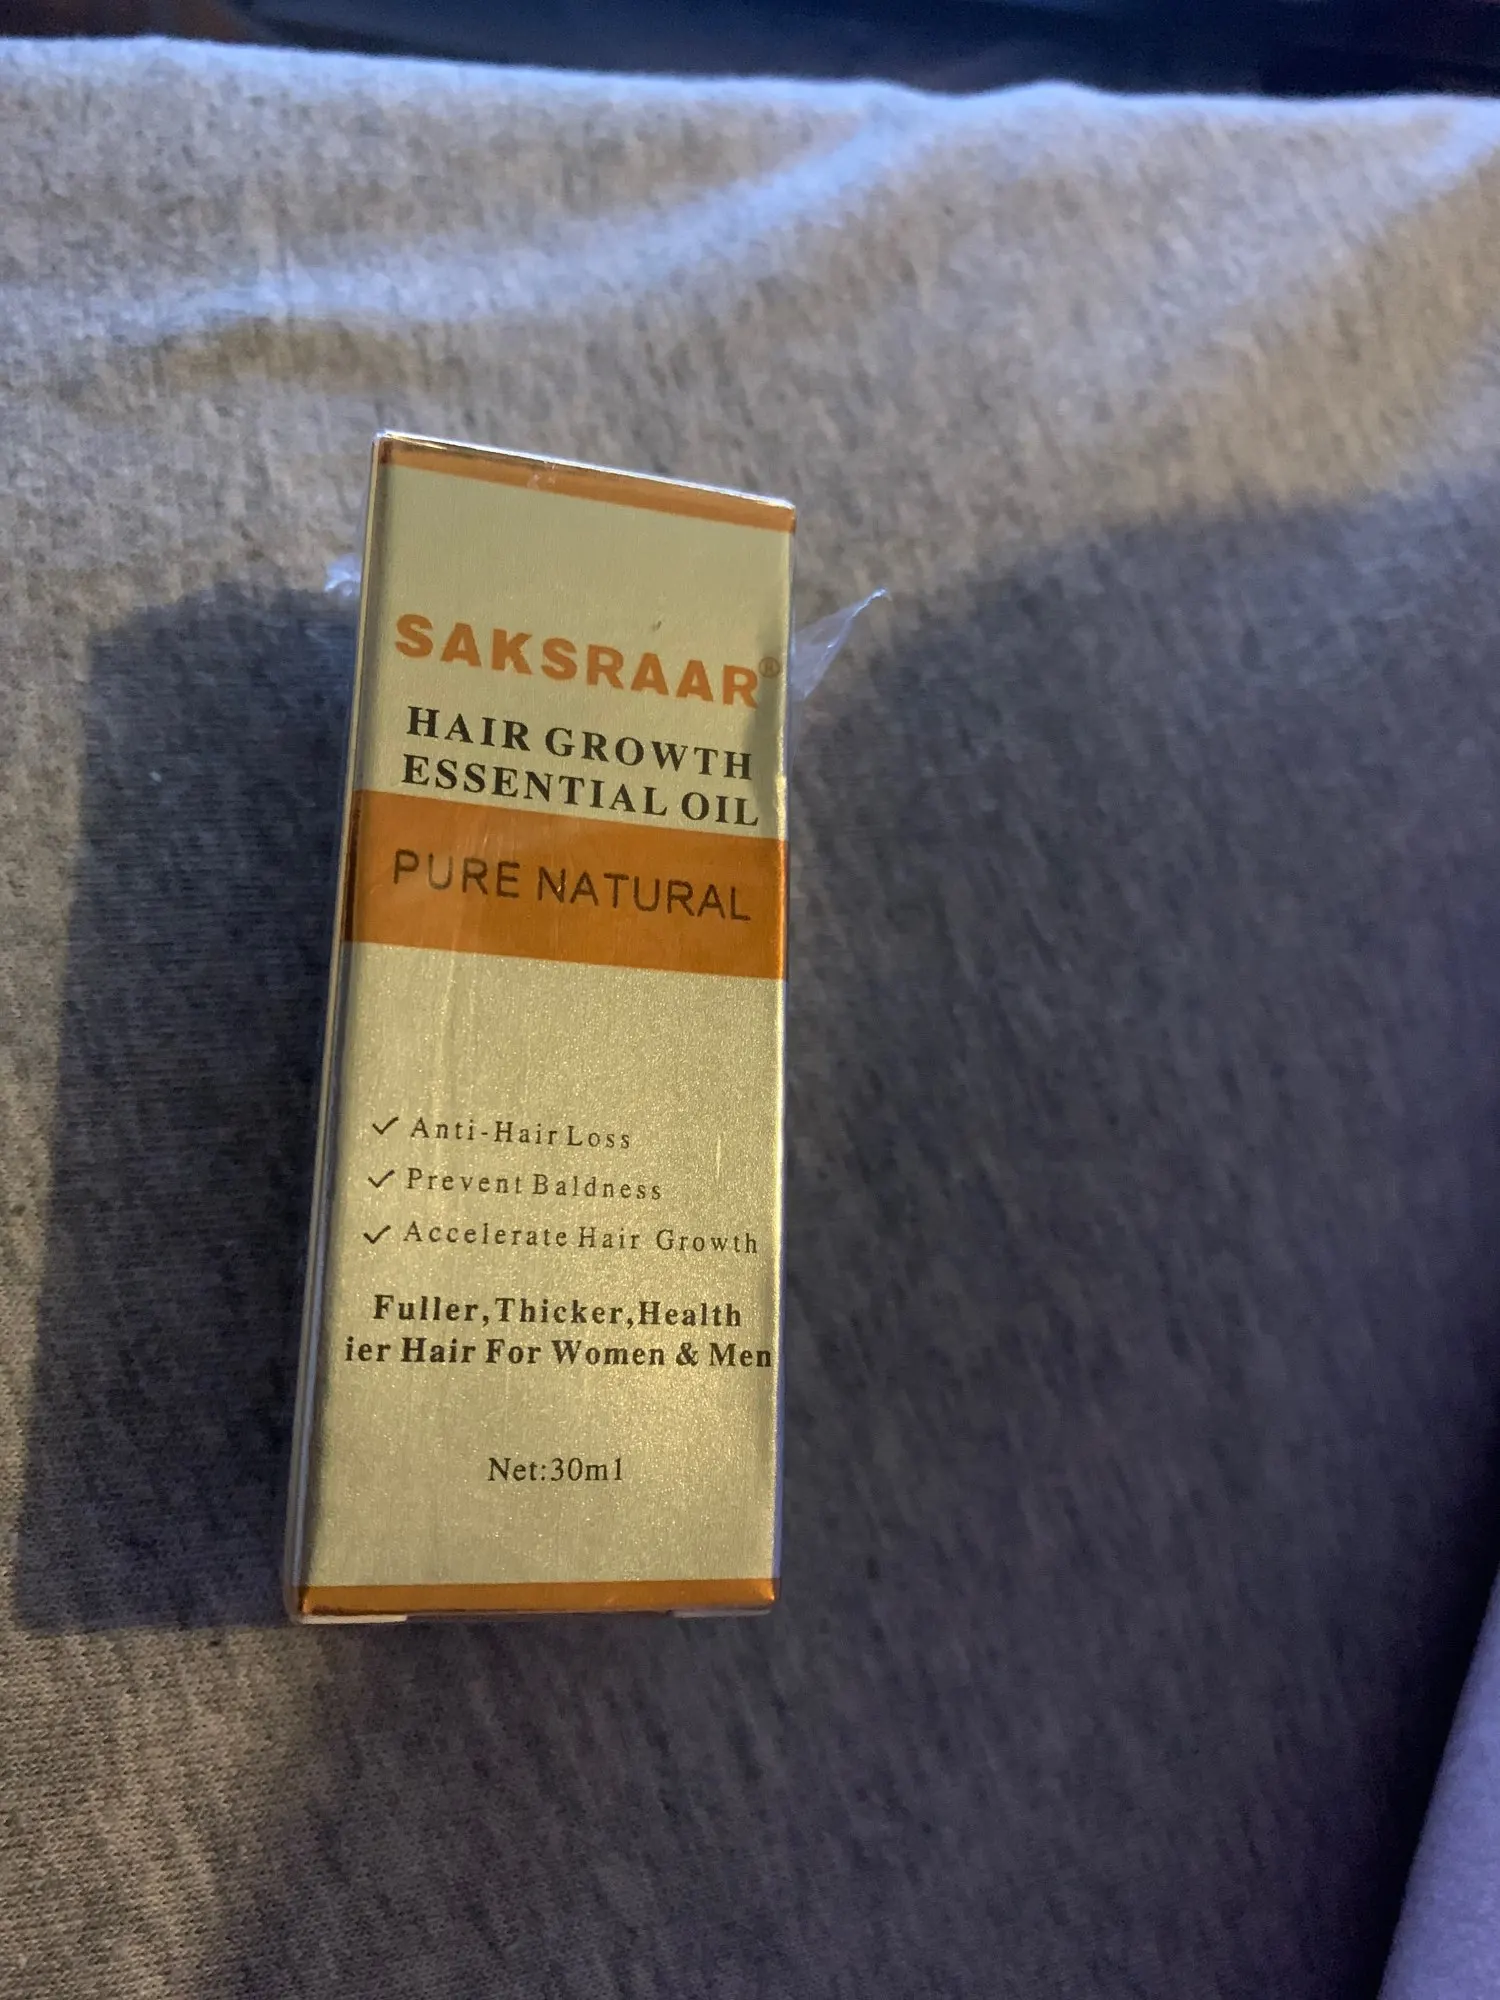 SAKSRAAR®
HAIR GROWTH
ESSENTIAL OIL
PURE NATURAL
✓ Anti-Hair Loss
✓ Prevent Baldness
✓ Accelerate Hair Growth
Fuller,Thicker,Health
ier Hair For Women & Men
Net:30ml